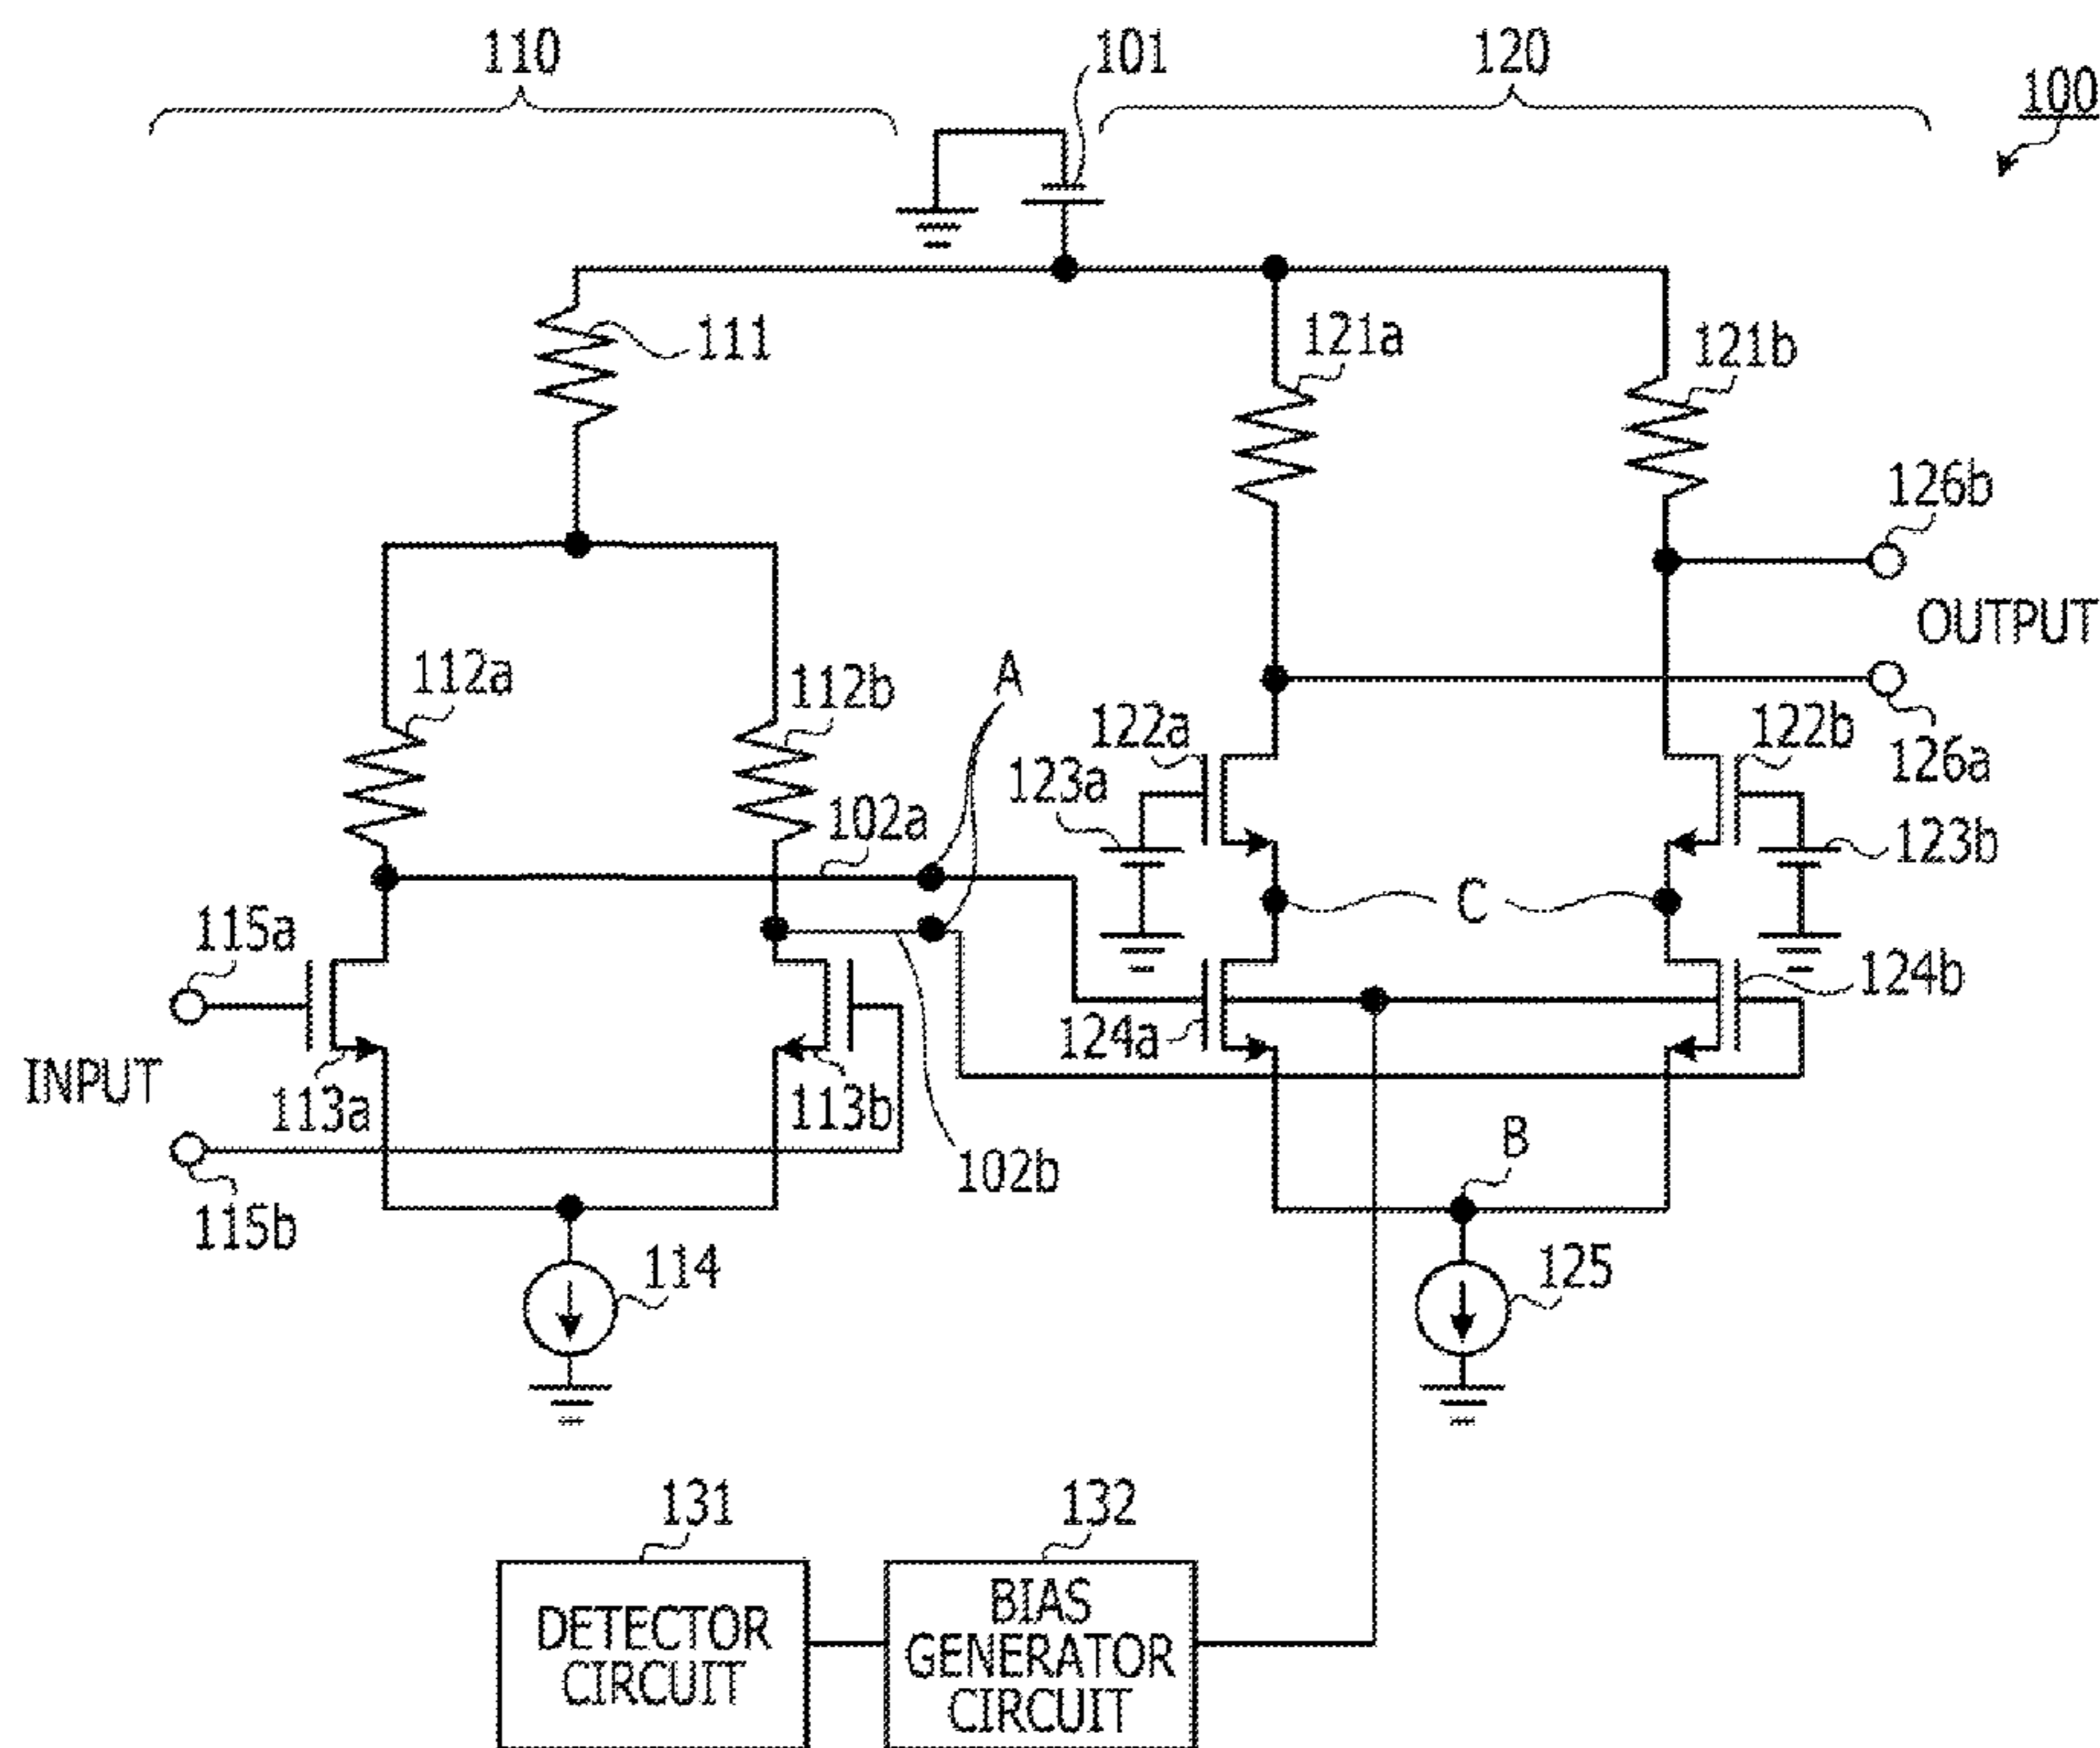 110
101
120
100
111
121a
121b
126b
OUTPUT
112a
112b
A
122a
122b
126a
123a
102a
123b
C
115a
124b
124a
INPUT
113a
113b
B
102b
115b
114
125
131
132
DETECTOR
CIRCUIT
BIAS
GENERATOR
CIRCUIT